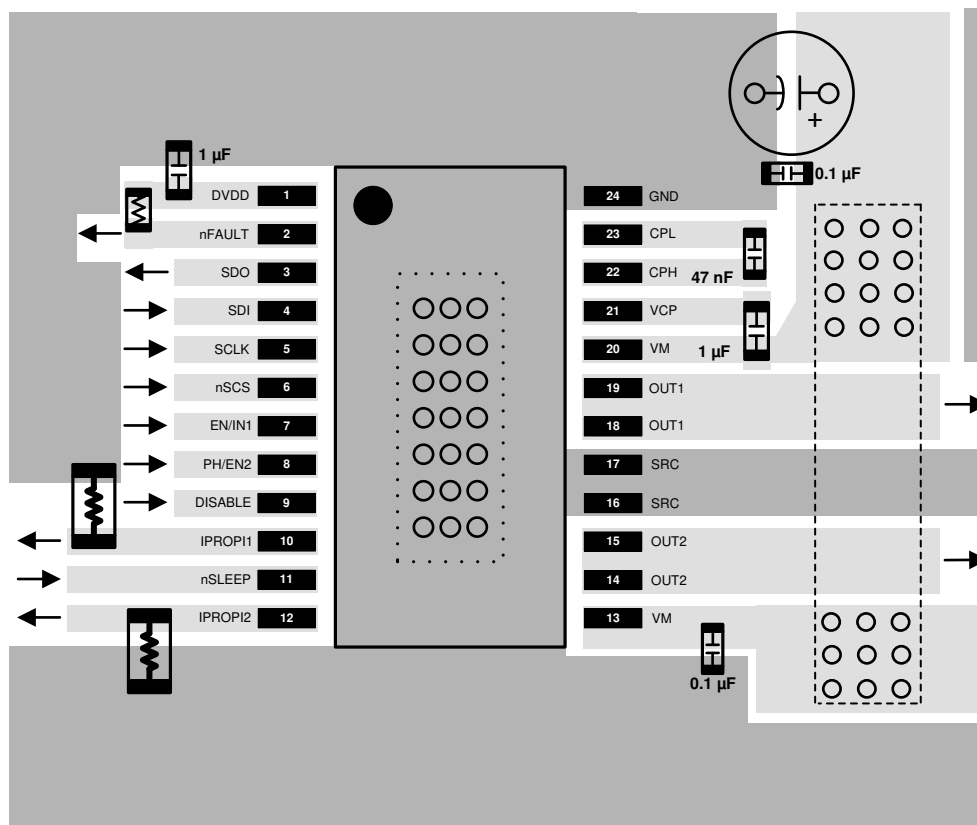 1 µF
DVDD 1
nFAULT 2
SDO 3
SDI 4
SCLK 5
nSCS 6
EN/IN1 7
PH/EN2 8
DISABLE 9
IPROPI1 10
nSLEEP 11
IPROPI2 12
+
0.1 µF
24 GND
23 CPL
22 CPH
47 nF
21 VCP
20 VM
1 µF
19 OUT1
18 OUT1
17 SRC
16 SRC
15 OUT2
14 OUT2
13 VM
0.1 µF